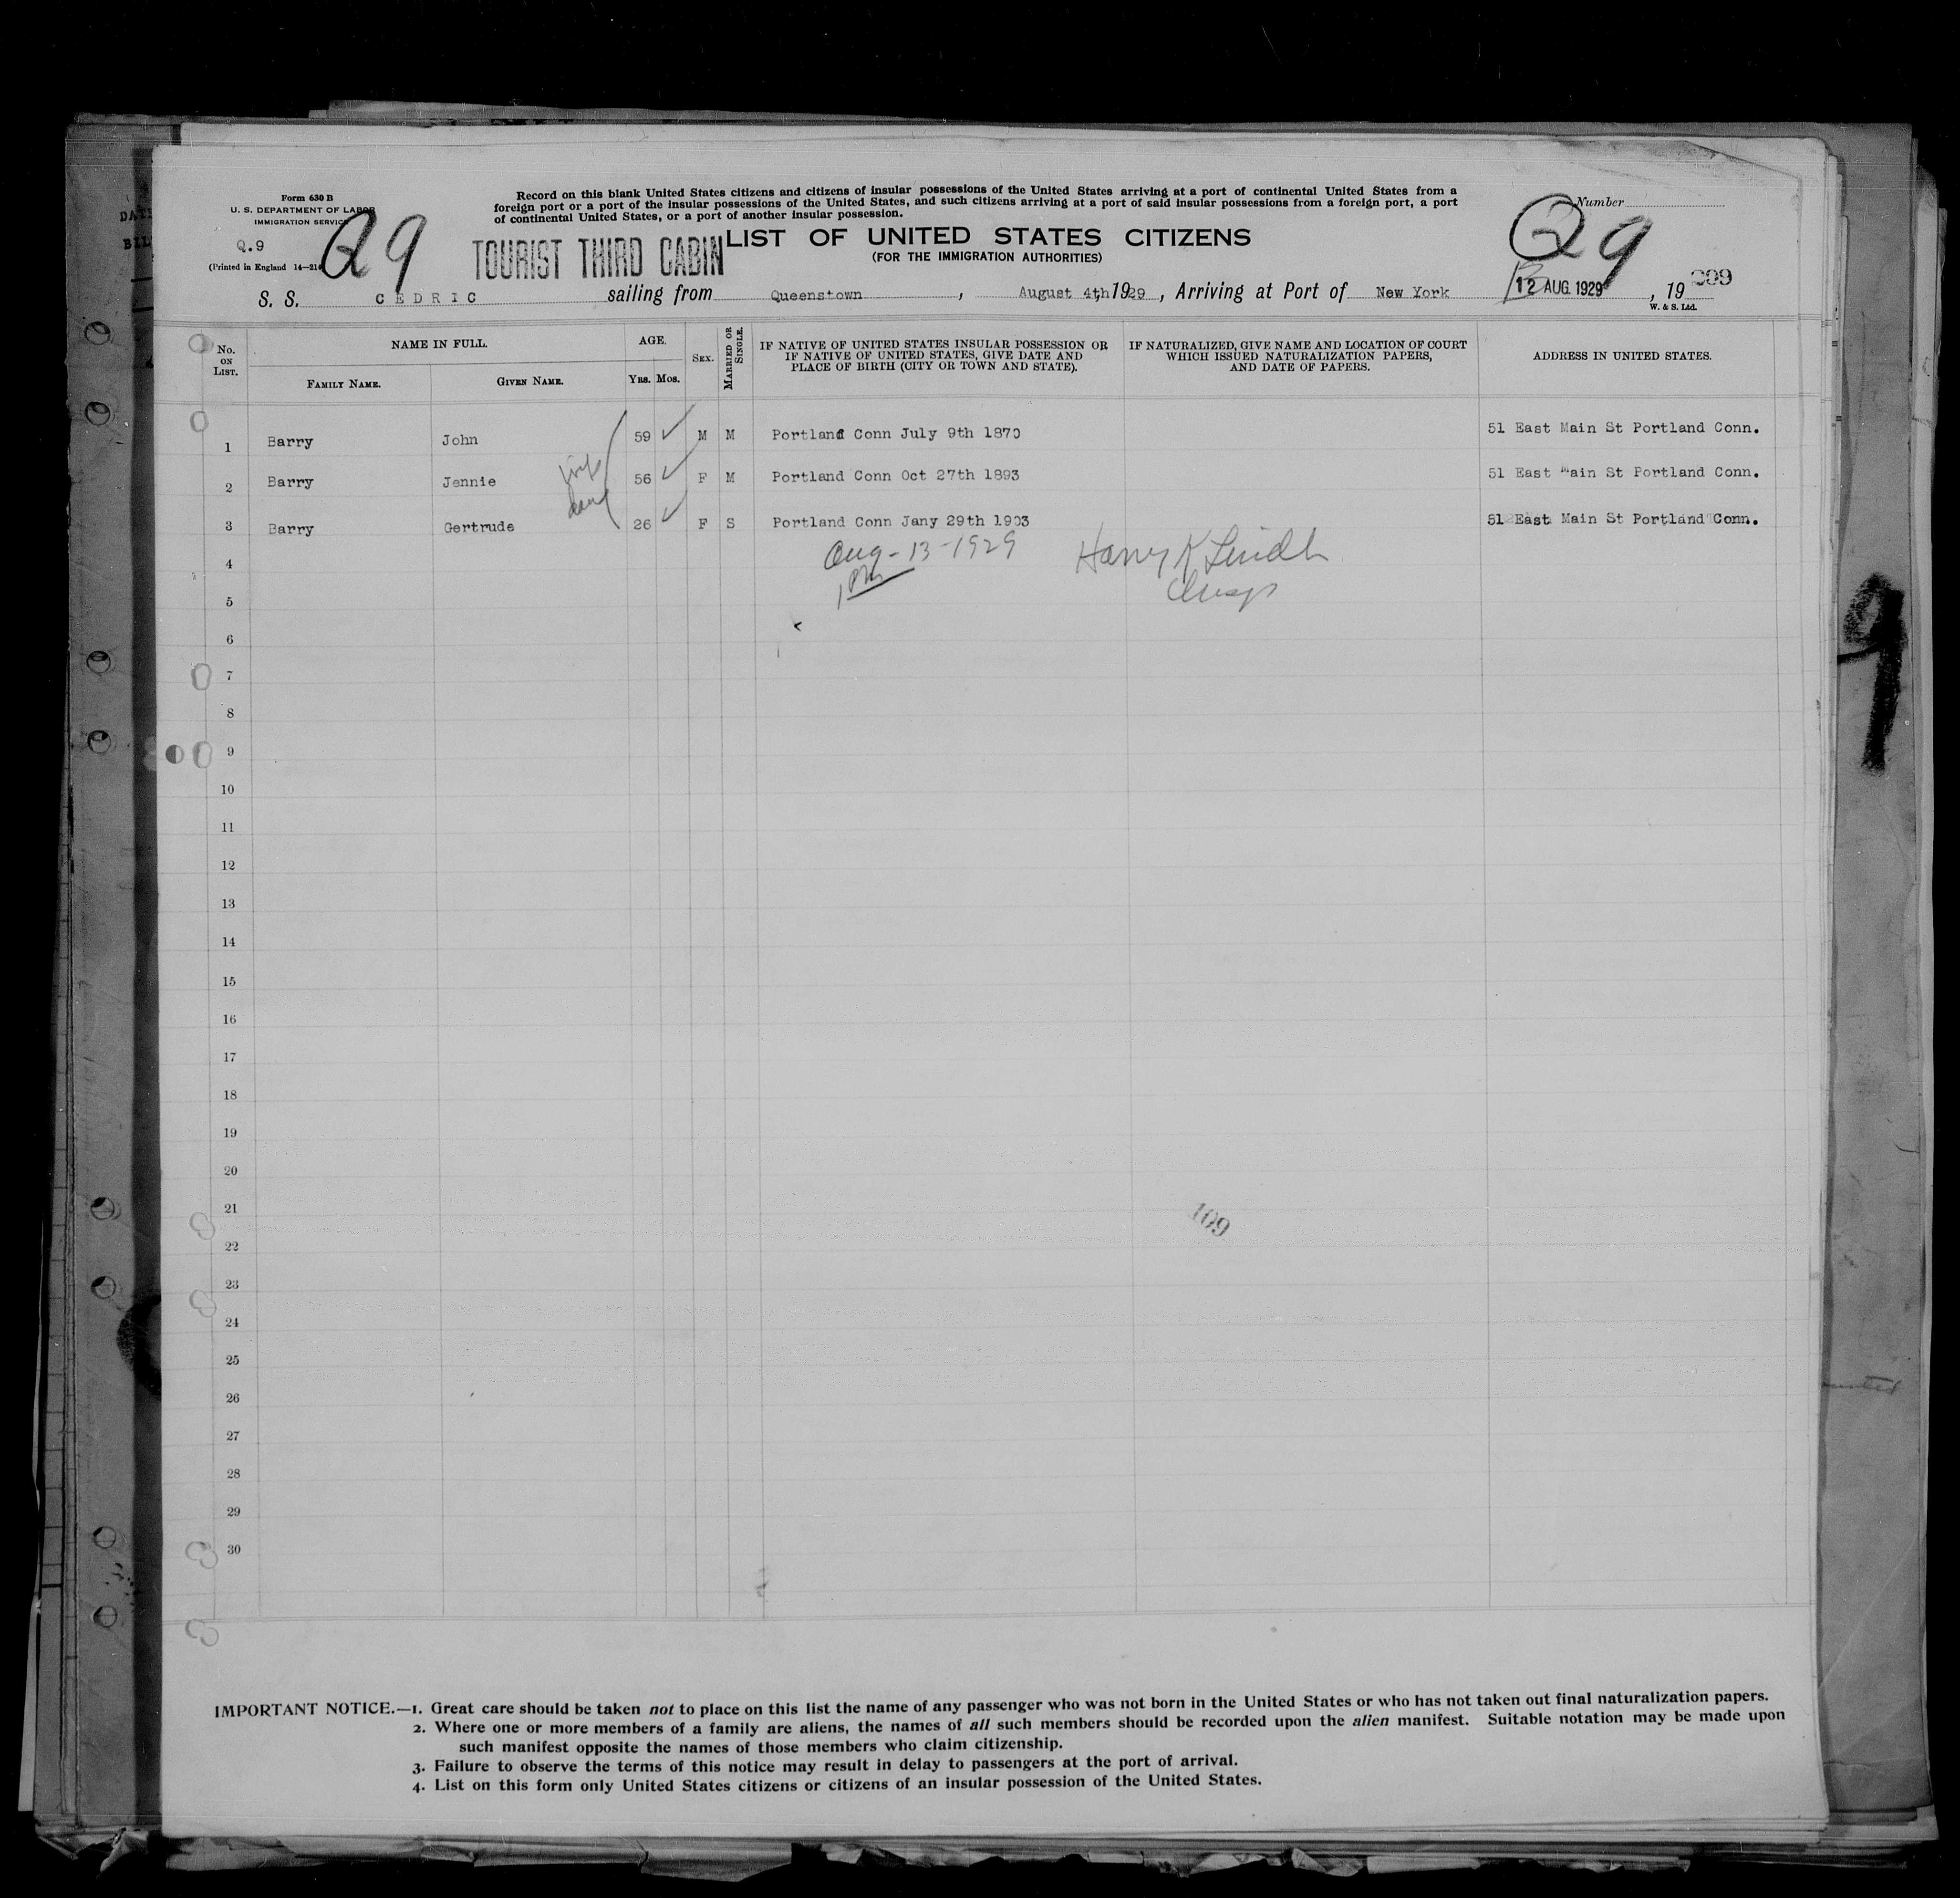 Form 630 B
U. S. DEPARTMENT OF LABOR
IMMIGRATION SERVICE
Q.9
(Printed in England 14-21
Q9
TOURIST THIRD CABIN
Record on this blank United States citizens and citizens of insular possessions of the United States arriving at a port of continental United States from a
foreign port or a port of the insular possessions of the United States, and such citizens arriving at a port of said insular possessions from a foreign port, a port
of continental United States, or a port of another insular possession.
LIST OF UNITED STATES CITIZENS
(FOR THE IMMIGRATION AUTHORITIES)
Number
Q9
S. S. CEDRIC sailing from Queenstown, August 4th 1929, Arriving at Port of New York 12 AUG. 1929, 19
W. & S. Ltd.
No. ON LIST. NAME IN FULL. FAMILY NAME. GIVEN NAME. AGE. YRS. MOS. SEX. MARRIED OR SINGLE. IF NATIVE OF UNITED STATES INSULAR POSSESSION OR IF NATIVE OF UNITED STATES, GIVE DATE AND PLACE OF BIRTH (CITY OR TOWN AND STATE). IF NATURALIZED, GIVE NAME AND LOCATION OF COURT WHICH ISSUED NATURALIZATION PAPERS, AND DATE OF PAPERS. ADDRESS IN UNITED STATES.
1 Barry John 59 M M Portland Conn July 9th 1870 51 East Main St Portland Conn.
2 Barry Jennie 56 F M Portland Conn Oct 27th 1893 51 East Main St Portland Conn.
3 Barry Gertrude 26 F S Portland Conn Jany 29th 1903 51 East Main St Portland Conn.
4 Aug-13-1929 Harry K
1 PM
5
6
7
8
9
10
11
12
13
14
15
16
17
18
19
20
21
109
22
23
24
25
26
27
28
29
30
IMPORTANT NOTICE.—1. Great care should be taken not to place on this list the name of any passenger who was not born in the United States or who has not taken out final naturalization papers.
2. Where one or more members of a family are aliens, the names of all such members should be recorded upon the alien manifest. Suitable notation may be made upon
such manifest opposite the names of those members who claim citizenship.
3. Failure to observe the terms of this notice may result in delay to passengers at the port of arrival.
4. List on this form only United States citizens or citizens of an insular possession of the United States.